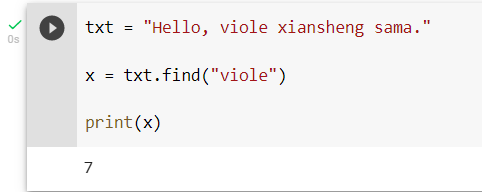 txt = "Hello, viole xiansheng sama."
0s
x = txt.find("viole")
print(x)
7